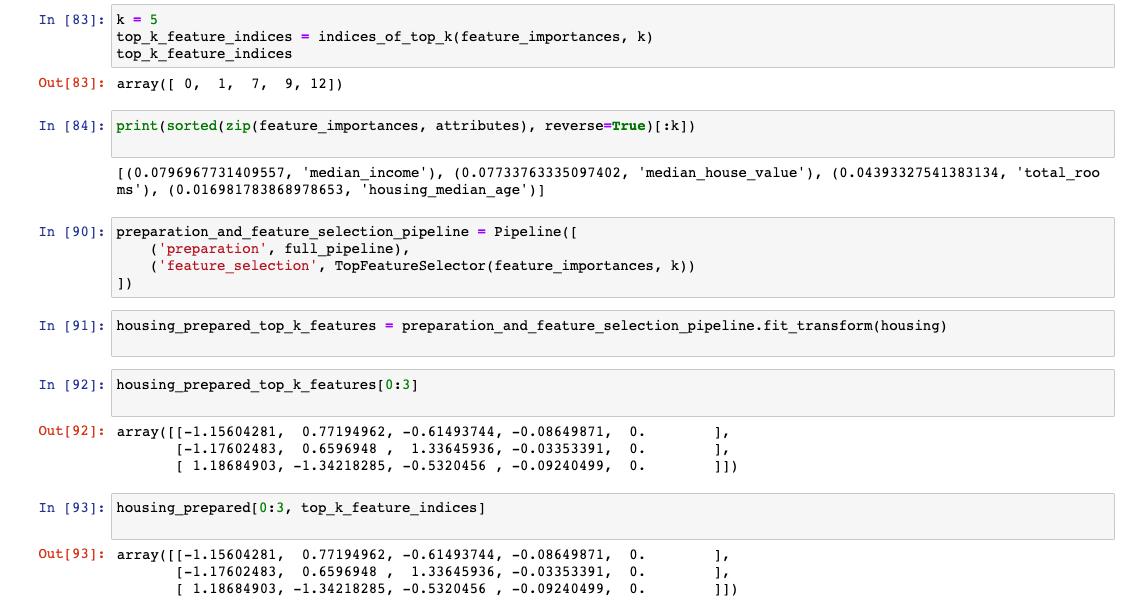 In [83]: k = 5
top_k_feature_indices = indices_of_top_k(feature_importances, k)
top_k_feature_indices
Out[83]: array([ 0,  1,  7,  9, 12])
In [84]: print(sorted(zip(feature_importances, attributes), reverse=True)[:k])
[(0.0796967731409557, 'median_income'), (0.07733763335097402, 'median_house_value'), (0.04393327541383134, 'total_roo
ms'), (0.016981783868978653, 'housing_median_age')]
In [90]: preparation_and_feature_selection_pipeline = Pipeline([
    ('preparation', full_pipeline),
    ('feature_selection', TopFeatureSelector(feature_importances, k))
])
In [91]: housing_prepared_top_k_features = preparation_and_feature_selection_pipeline.fit_transform(housing)
In [92]: housing_prepared_top_k_features[0:3]
Out[92]: array([[-1.15604281,  0.77194962, -0.61493744, -0.08649871,  0.        ],
       [-1.17602483,  0.6596948 ,  1.33645936, -0.03353391,  0.        ],
       [ 1.18684903, -1.34218285, -0.5320456 , -0.09240499,  0.        ]])
In [93]: housing_prepared[0:3, top_k_feature_indices]
Out[93]: array([[-1.15604281,  0.77194962, -0.61493744, -0.08649871,  0.        ],
       [-1.17602483,  0.6596948 ,  1.33645936, -0.03353391,  0.        ],
       [ 1.18684903, -1.34218285, -0.5320456 , -0.09240499,  0.        ]])